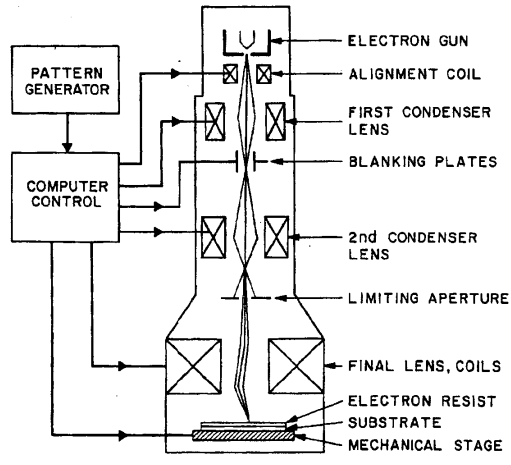 PATTERN
GENERATOR
COMPUTER
CONTROL
ELECTRON GUN
ALIGNMENT COIL
FIRST CONDENSER
LENS
BLANKING PLATES
2nd CONDENSER
LENS
LIMITING APERTURE
FINAL LENS, COILS
ELECTRON RESIST
SUBSTRATE
MECHANICAL STAGE